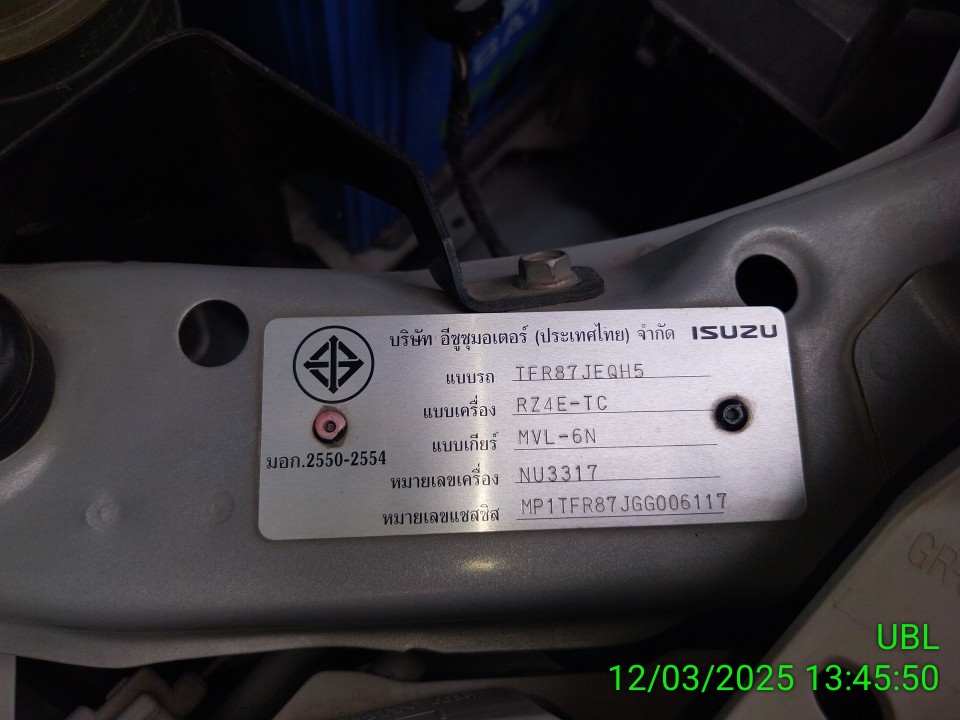 BAT
บริษัท อีซูซุมอเตอร์ (ประเทศไทย) จำกัด ISUZU
แบบรถ TFR87JEQH5
แบบเครื่อง RZ4E-TC
แบบเกียร์ MVL-6N
มอก.2550-2554
หมายเลขเครื่อง NU3317
หมายเลขแชสซิส MP1TFR87JGG006117
UBL
12/03/2025 13:45:50